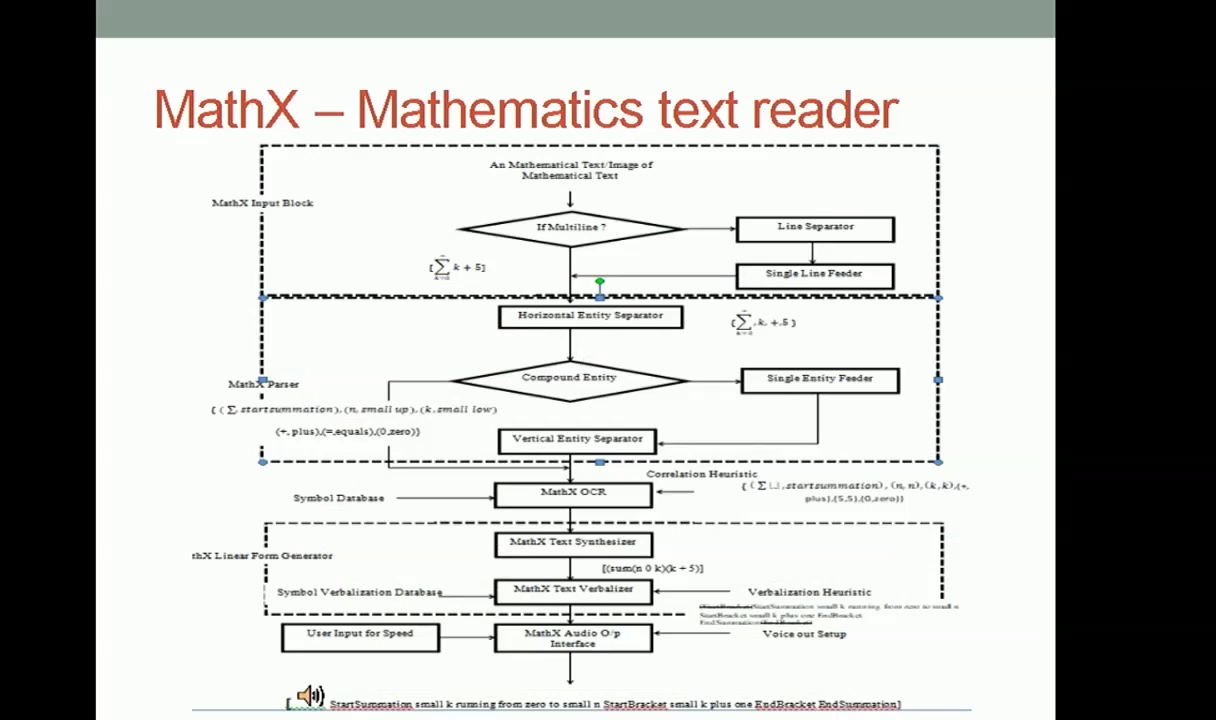 MathX – Mathematics text reader
An Mathematical Text/Image of
Mathematical Text
MathX Input Block
If Multiline ?
Line Separator
[∑ k + 5]
Single Line Feeder
Horizontal Entity Separator
[∑ ,k, +,5 ]
Compound Entity
Single Entity Feeder
MathX Parser
[ (∑, startsummation), (n, small up), (k, small low)
(+, plus),(=,equals),(0,zero)]
Vertical Entity Separator
Correlation Heuristic
MathX OCR
[ (∑ , startsummation), (n, n), (k, k),(+,
plus),(5,5),(0,zero)]
Symbol Database
MathX Text Synthesizer
thX Linear Form Generator
[(sum(n 0 k)(k + 5)]
MathX Text Verbalizer
Symbol Verbalization Database
Verbalization Heuristic
StartSummation small k running from zero to small n
StartBracket small k plus one EndBracket
EndSummation
User Input for Speed
MathX Audio O/p
Interface
Voice out Setup
[ StartSummation small k running from zero to small n StartBracket small k plus one EndBracket EndSummation]